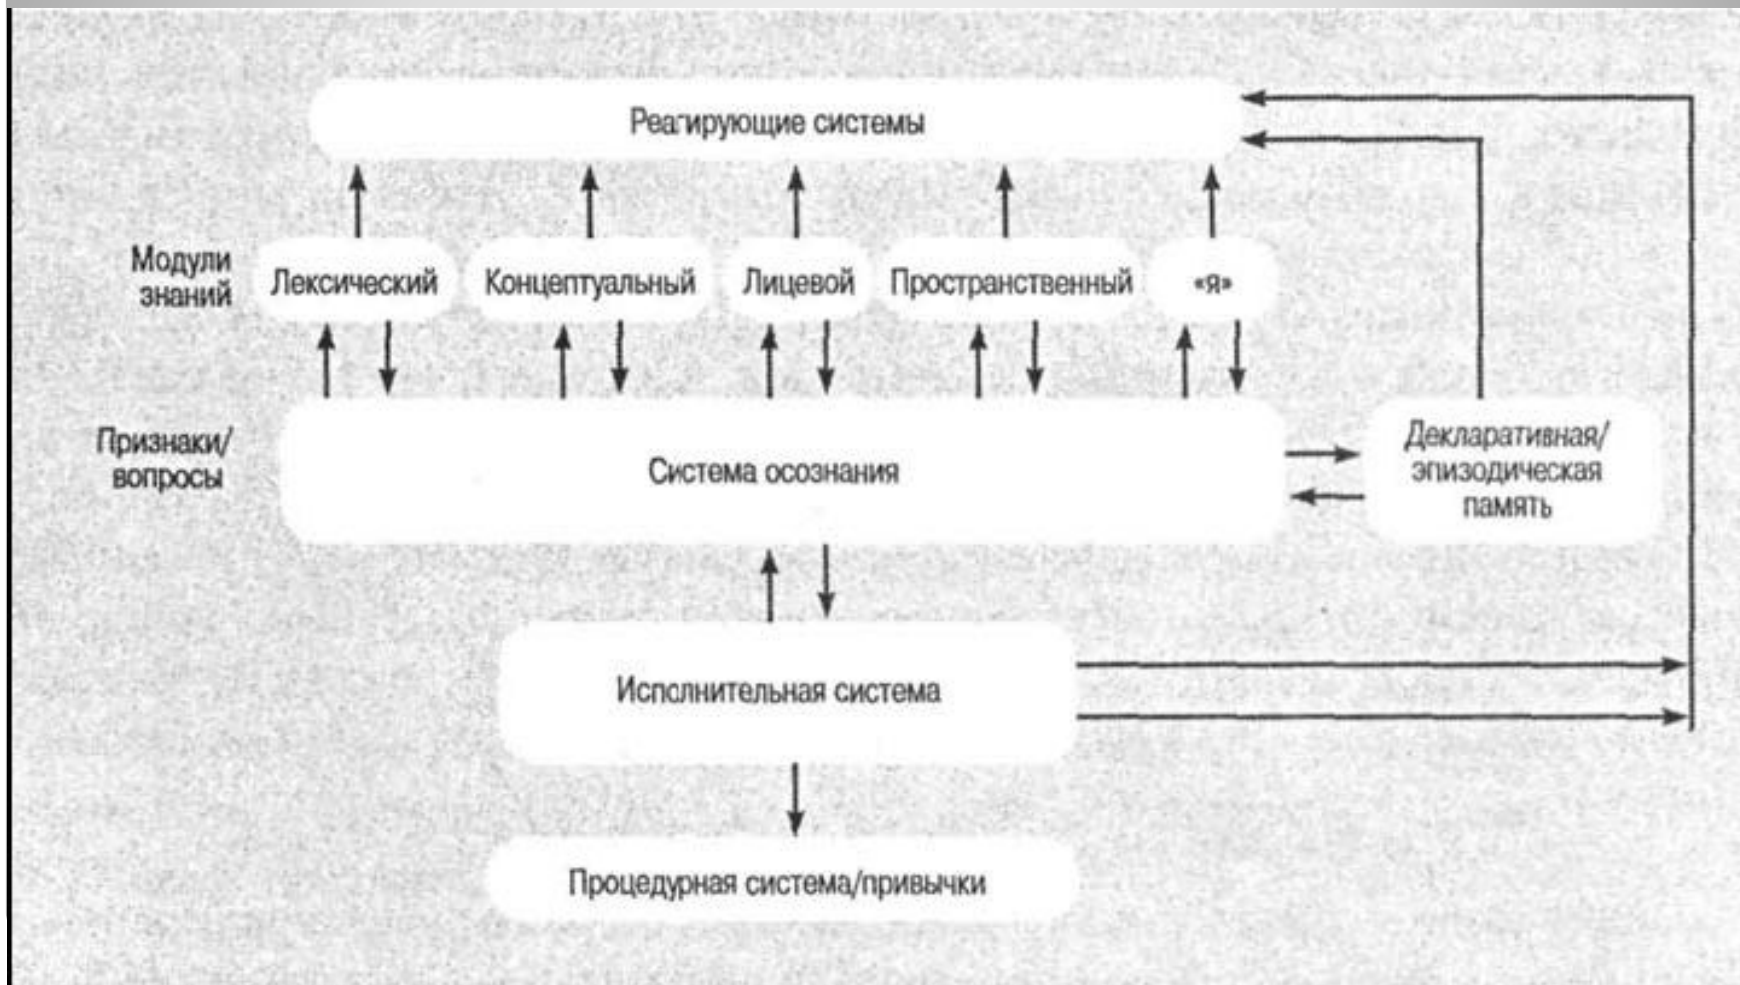 Реагирующие системы
Модули
знаний
Лексический
Концептуальный
Лицевой
Пространственный
«я»
Признаки/
вопросы
Система осознания
Декларативная/
эпизодическая
память
Исполнительная система
Процедурная система/привычки